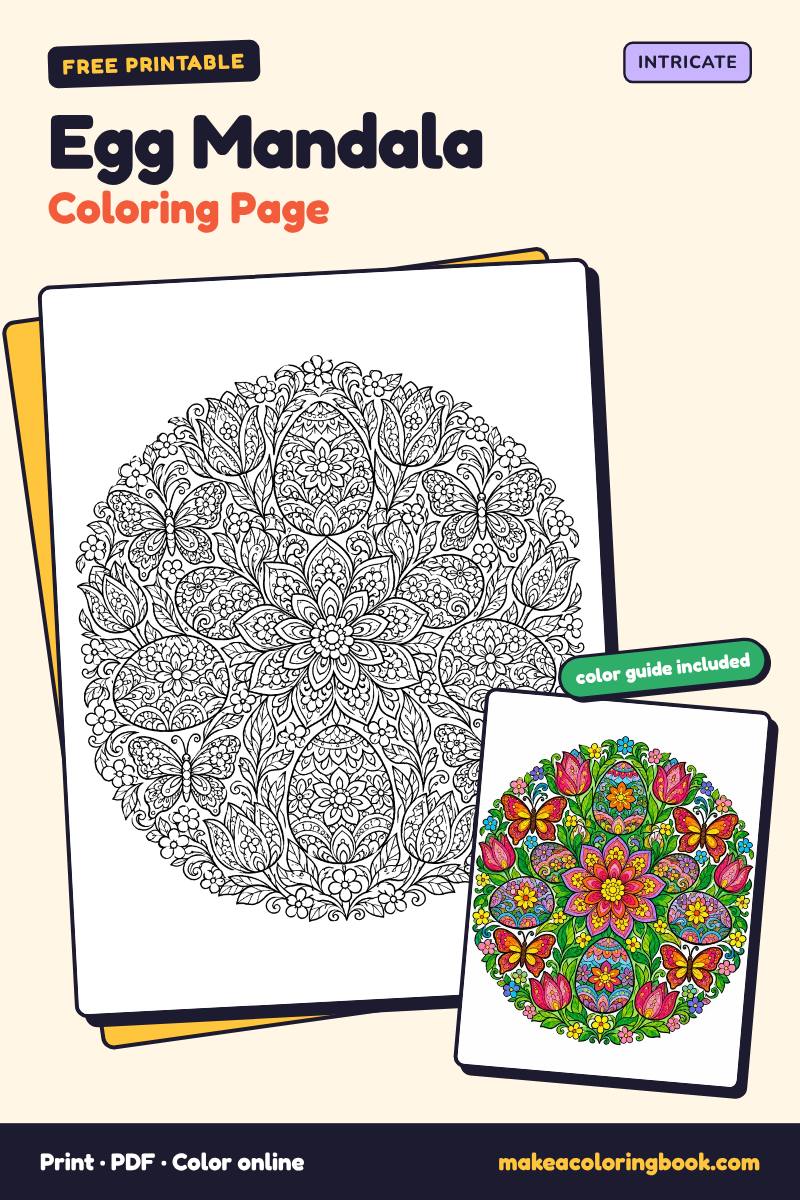 FREE PRINTABLE
INTRICATE
Egg Mandala
Coloring Page
color guide included
Print · PDF · Color online
makeacoloringbook.com